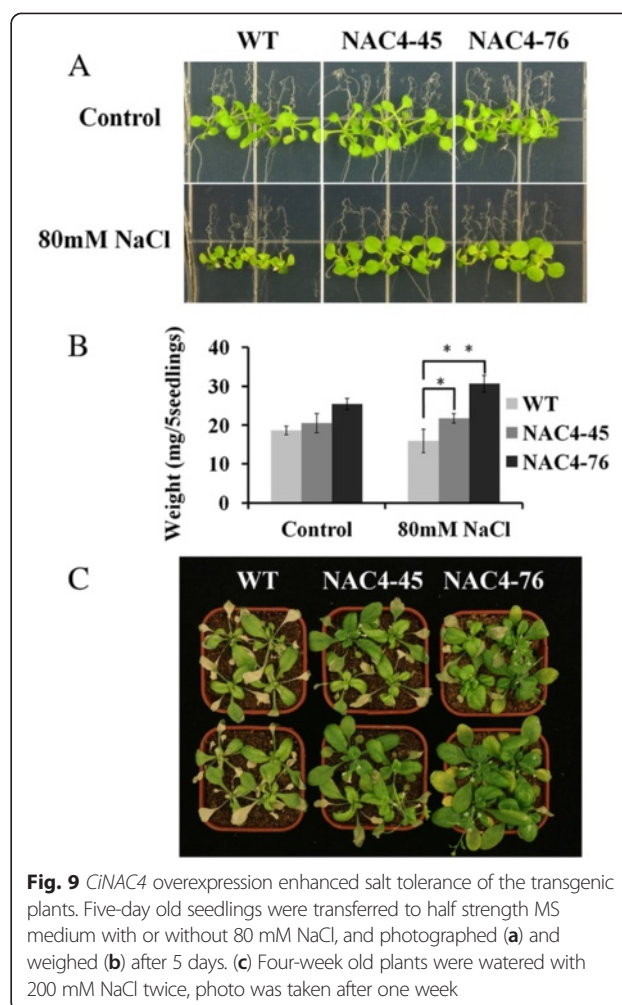 WT NAC4-45 NAC4-76
A
Control
80mM NaCl
B
Weight (mg/5seedlings)
40
30
20
10
0
* *
*
WT
NAC4-45
NAC4-76
Control 80mM NaCl
C
WT NAC4-45 NAC4-76
Fig. 9 CiNAC4 overexpression enhanced salt tolerance of the transgenic
plants. Five-day old seedlings were transferred to half strength MS
medium with or without 80 mM NaCl, and photographed (a) and
weighed (b) after 5 days. (c) Four-week old plants were watered with
200 mM NaCl twice, photo was taken after one week